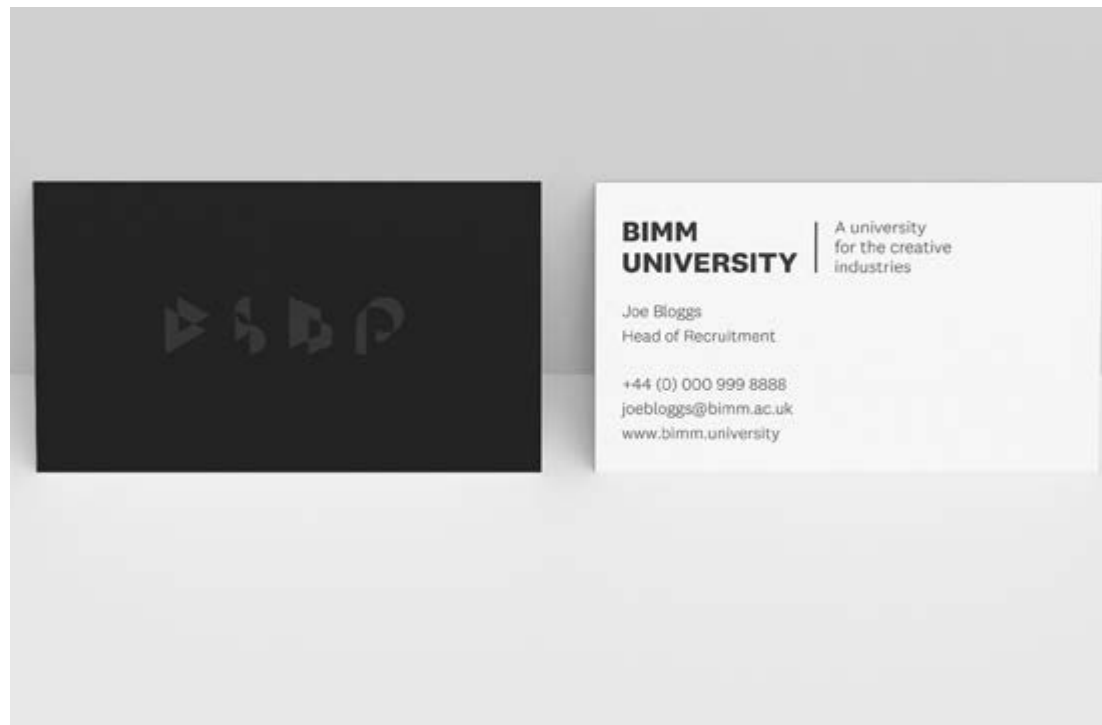 BIMM
UNIVERSITY
A university
for the creative
industries
Joe Bloggs
Head of Recruitment
+44 (0) 000 999 8888
joebloggs@bimm.ac.uk
www.bimm.university